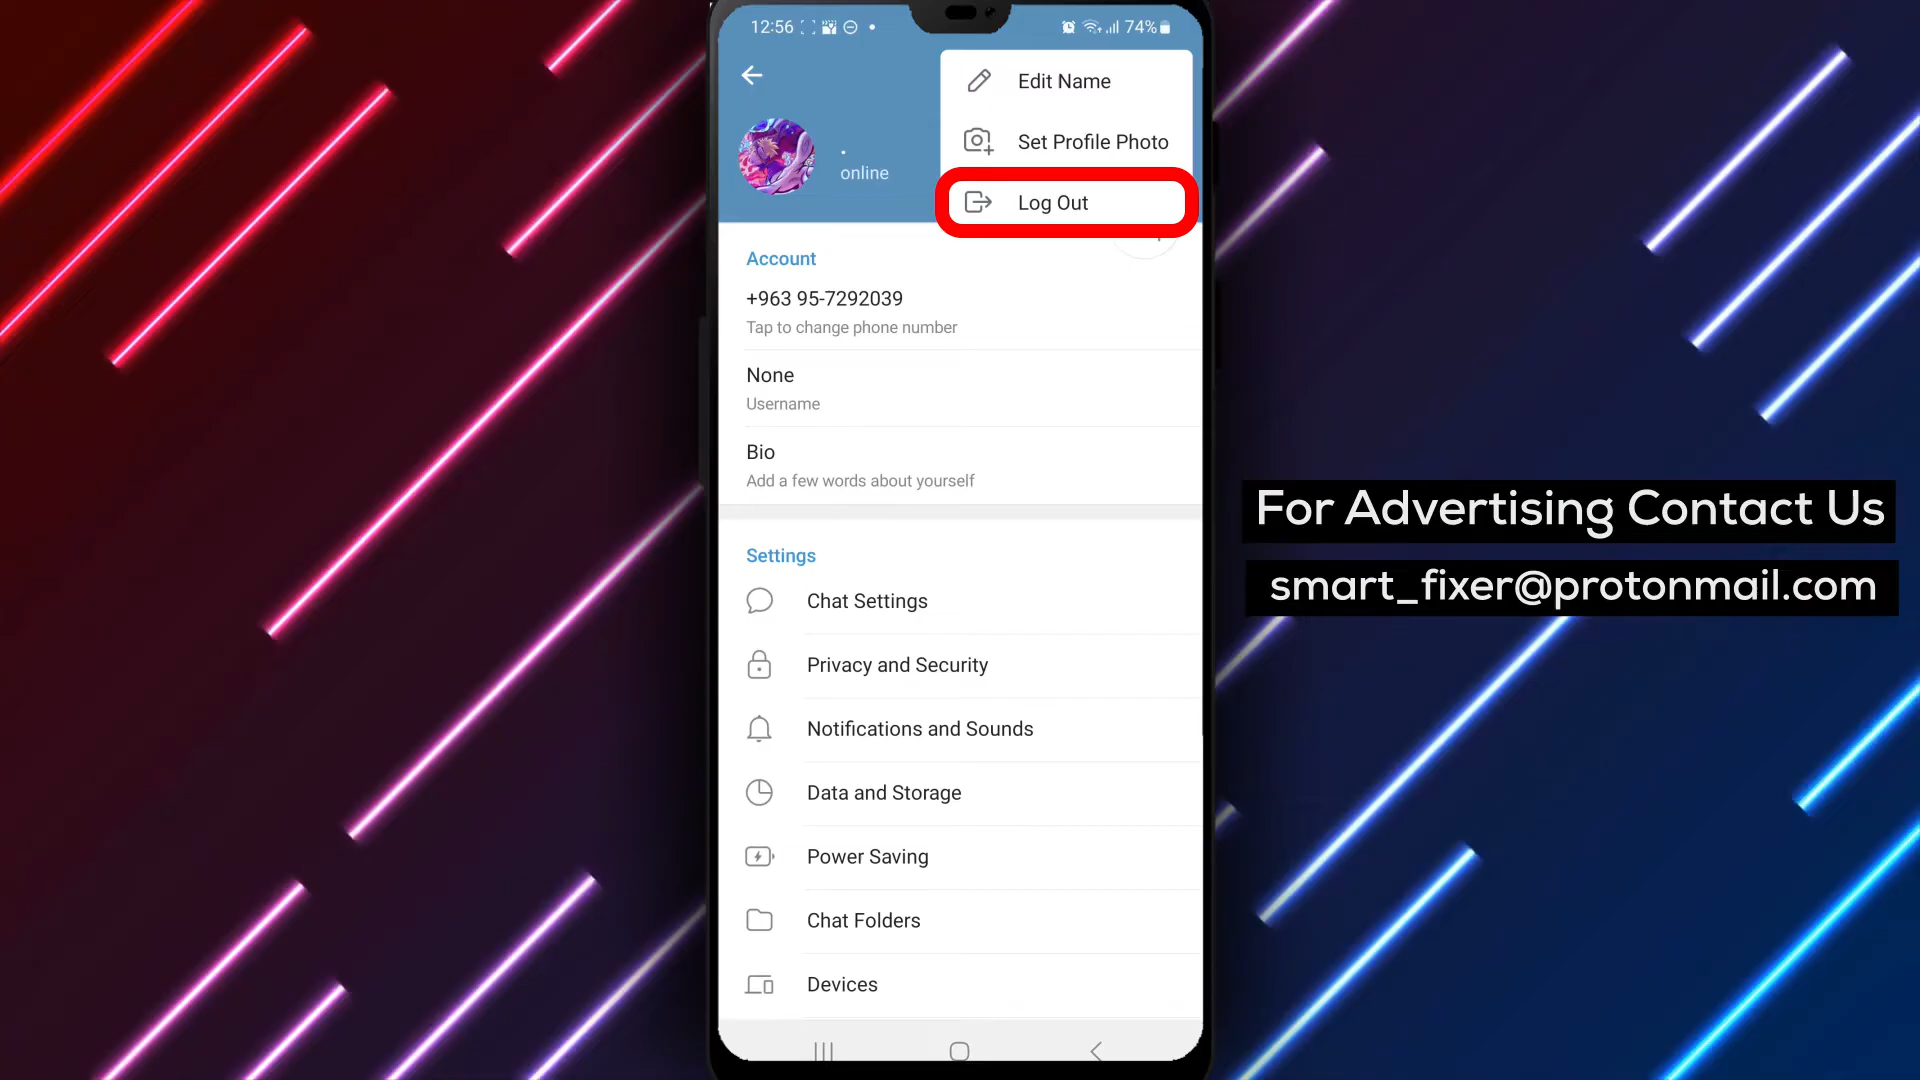 12:56
74%
Edit Name
Set Profile Photo
Log Out
.
online
Account
+963 95-7292039
Tap to change phone number
None
Username
Bio
Add a few words about yourself
Settings
Chat Settings
Privacy and Security
Notifications and Sounds
Data and Storage
Power Saving
Chat Folders
Devices
For Advertising Contact Us
smart_fixer@protonmail.com